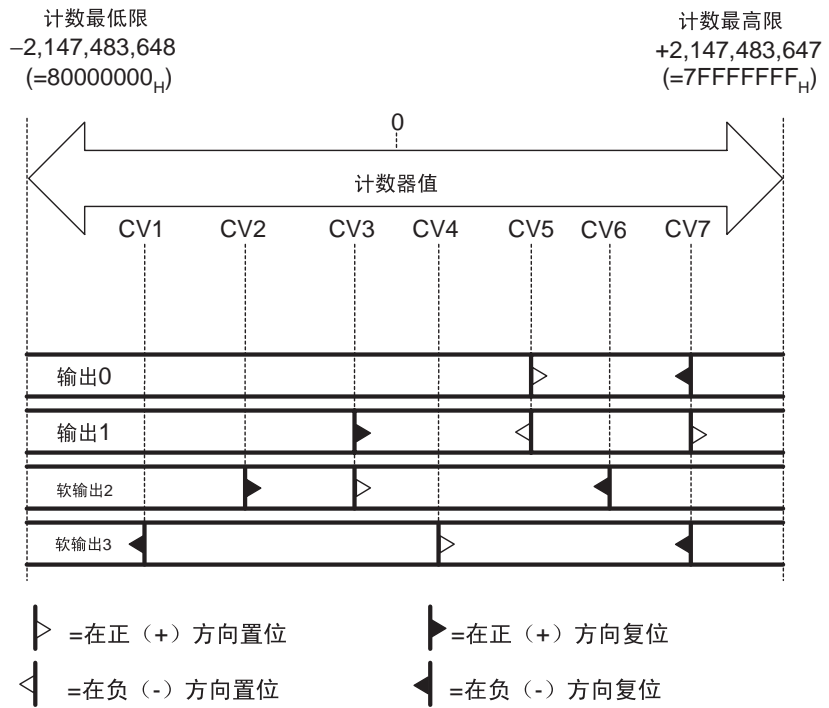 计数最低限
–2,147,483,648
(=80000000H)
计数最高限
+2,147,483,647
(=7FFFFFFFH)
0
计数器值
CV1 CV2 CV3 CV4 CV5 CV6 CV7
输出0
输出1
软输出2
软输出3
=在正（+）方向置位
=在正（+）方向复位
=在负（-）方向置位
=在负（-）方向复位